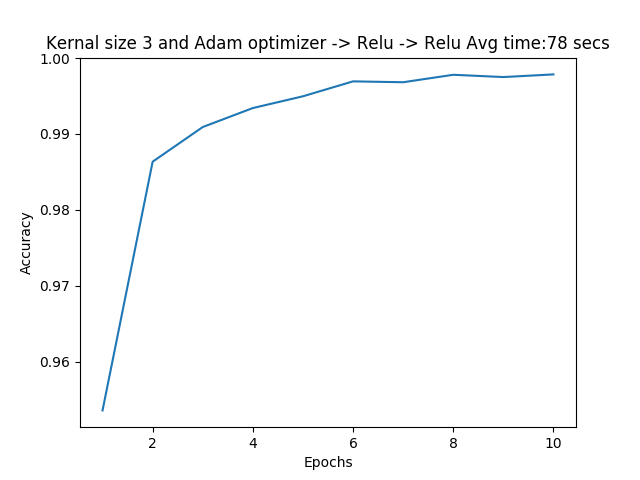 Kernal size 3 and Adam optimizer -> Relu -> Relu Avg time:78 secs
1.00
0.99
0.98
0.97
0.96
Accuracy
2 4 6 8 10
Epochs